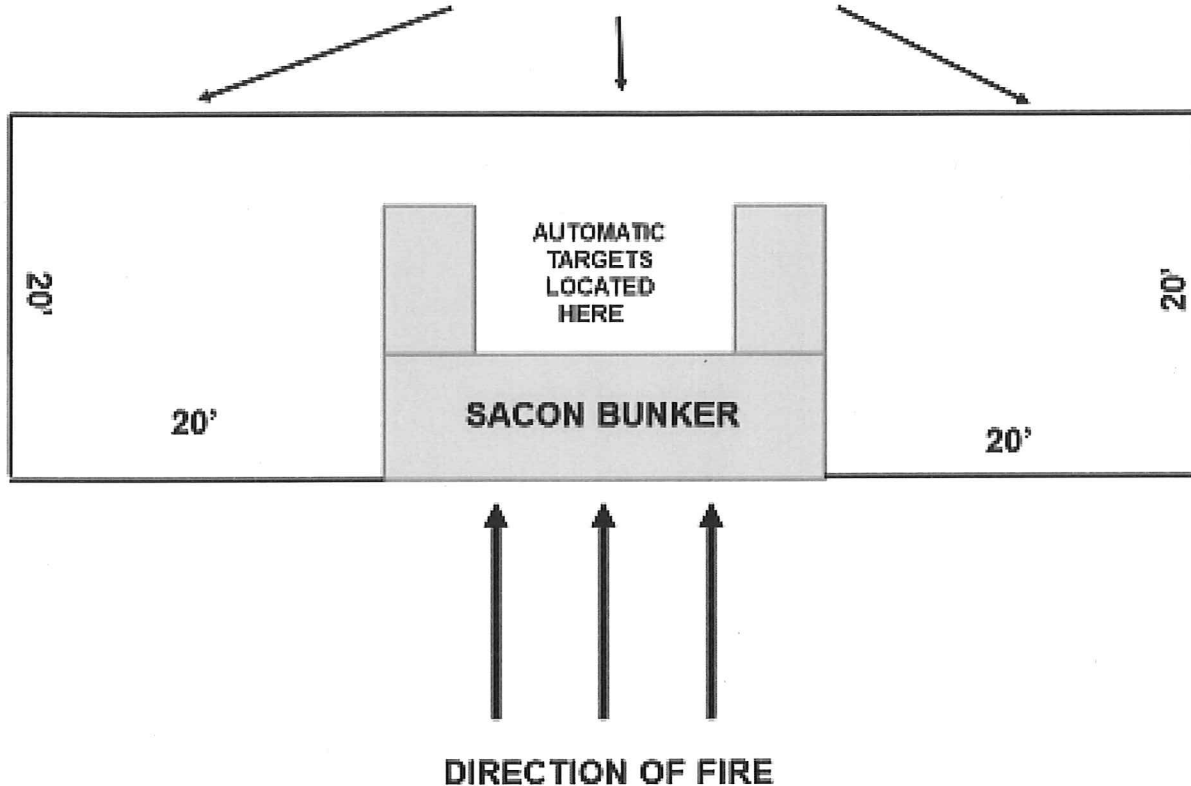 AUTOMATIC
TARGETS
LOCATED
HERE
20'
20'
SACON BUNKER
20'
20'
DIRECTION OF FIRE